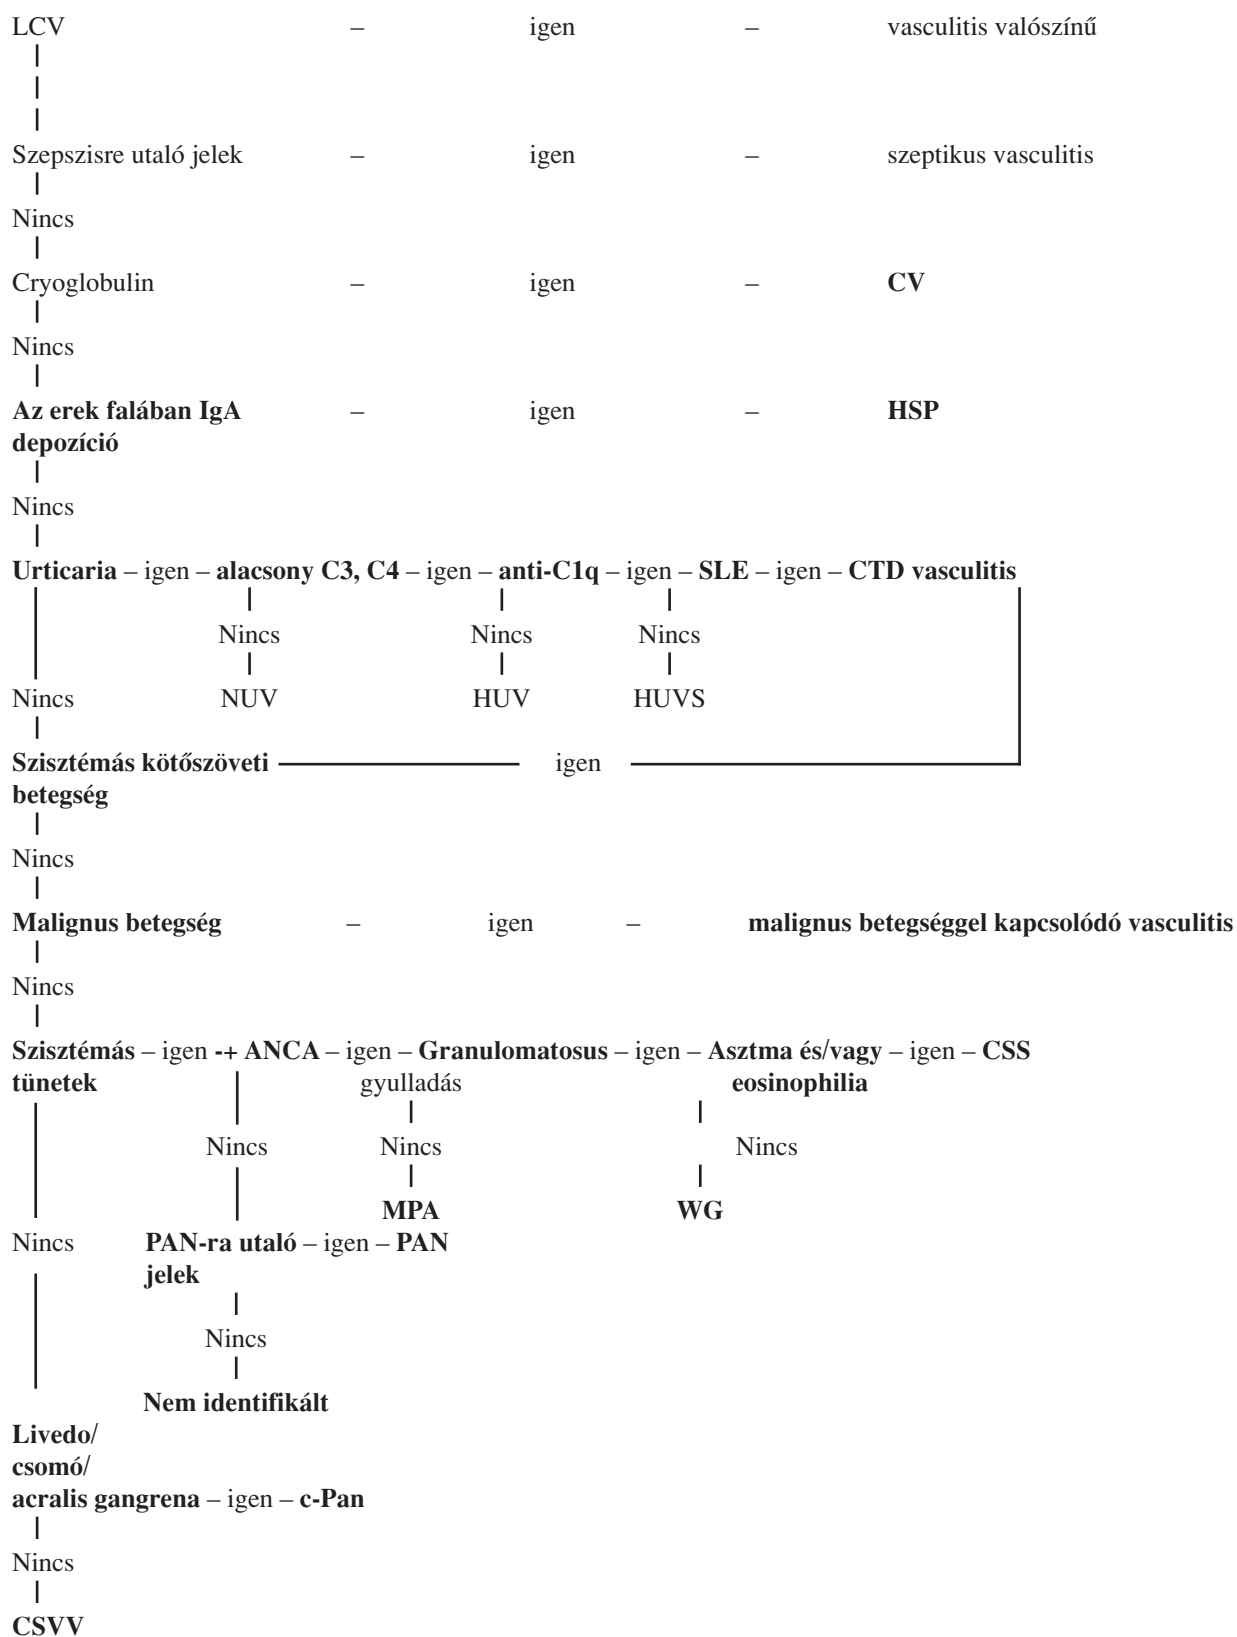 LCV – igen – vasculitis valószínű
Szepszisre utaló jelek – igen – szeptikus vasculitis
Nincs
Cryoglobulin – igen – CV
Nincs
Az erek falában IgA – igen – HSP
depozíció
Nincs
Urticaria – igen – alacsony C3, C4 – igen – anti-C1q – igen – SLE – igen – CTD vasculitis
Nincs Nincs Nincs
Nincs NUV HUV HUVS
Szisztémás kötőszöveti igen
betegség
Nincs
Malignus betegség – igen – malignus betegséggel kapcsolódó vasculitis
Nincs
Szisztémás – igen -+ ANCA – igen – Granulomatosus – igen – Asztma és/vagy – igen – CSS
tünetek gyulladás eosinophilia
Nincs Nincs Nincs
MPA WG
Nincs PAN-ra utaló – igen – PAN
jelek
Nincs
Nem identifikált
Livedo/
csomó/
acralis gangrena – igen – c-Pan
Nincs
CSVV